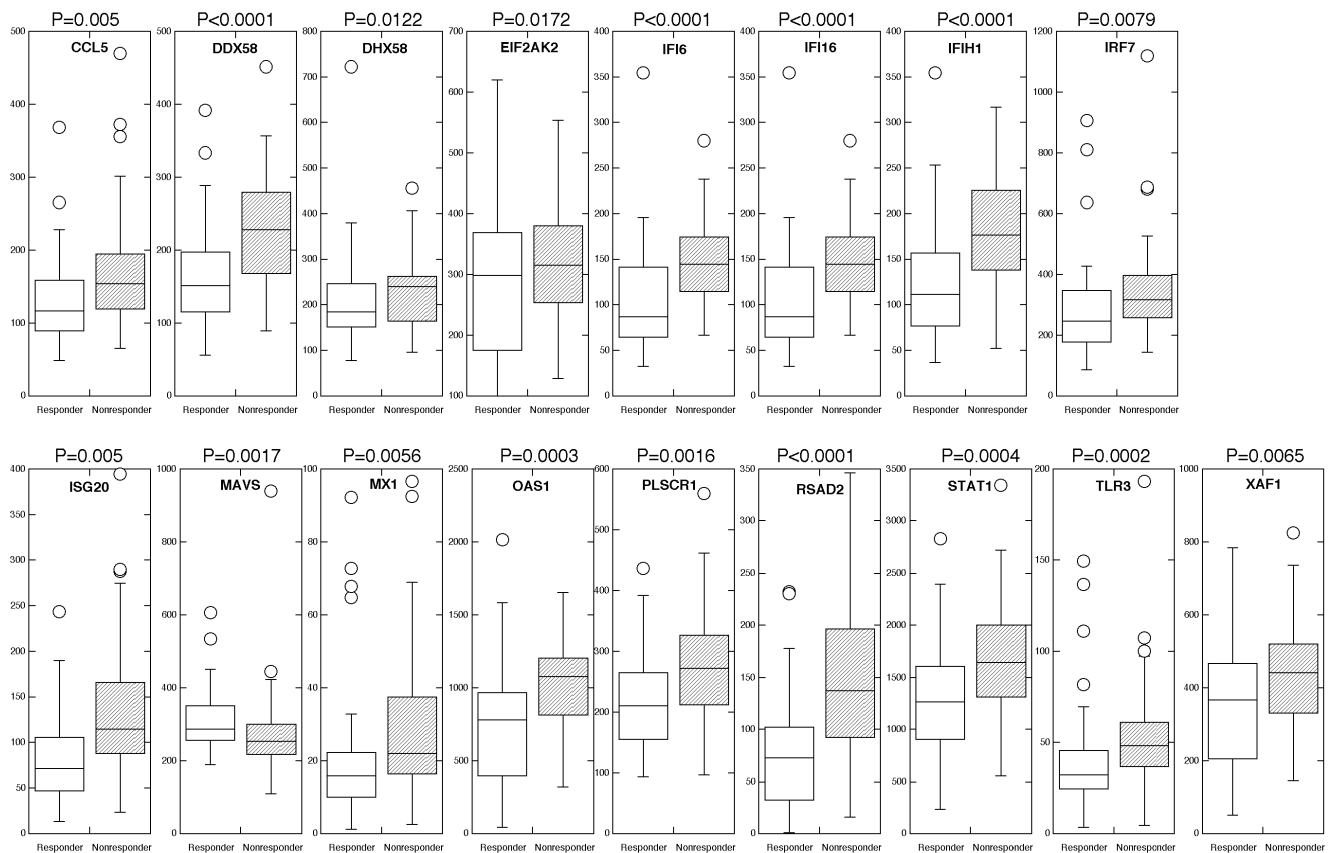 P=0.005 P<0.0001 P=0.0122 P=0.0172 P<0.0001 P<0.0001 P<0.0001 P=0.0079
500 500 800 700 400 400 400 1200
CCL5 DDX58 DHX58 EIF2AK2 IFI6 IFI16 IFIH1 IRF7
700 350 350 350
600 1000
400 400 600 300 300 300
500 800
300 300 500 250 250 250
400 400 200 200 200 600
200 200 300 300 150 150 150 400
200 100 100 100
100 100 200 200
100 50 50 50
0 0 0 100 0 0 0 0
Responder Nonresponder Responder Nonresponder Responder Nonresponder Responder Nonresponder Responder Nonresponder Responder Nonresponder Responder Nonresponder Responder Nonresponder
P=0.005 P=0.0017 P=0.0056 P=0.0003 P=0.0016 P<0.0001 P=0.0004 P=0.0002 P=0.0065
400 1000 100 2500 600 350 3500 200 1000
ISG20 MAVS MX1 OAS1 PLSCR1 RSAD2 STAT1 TLR3 XAF1
350 500 300 3000
800 80 2000 800
300 150
250 400 250 2500
600 60 1500 600
200 300 200 2000 100
150 400 40 1000 150 1500 400
200 100 1000
100 200 20 500 50 200
50 100 50 500
0 0 0 0 0 0 0 0 0
Responder Nonresponder Responder Nonresponder Responder Nonresponder Responder Nonresponder Responder Nonresponder Responder Nonresponder Responder Nonresponder Responder Nonresponder Responder Nonresponder